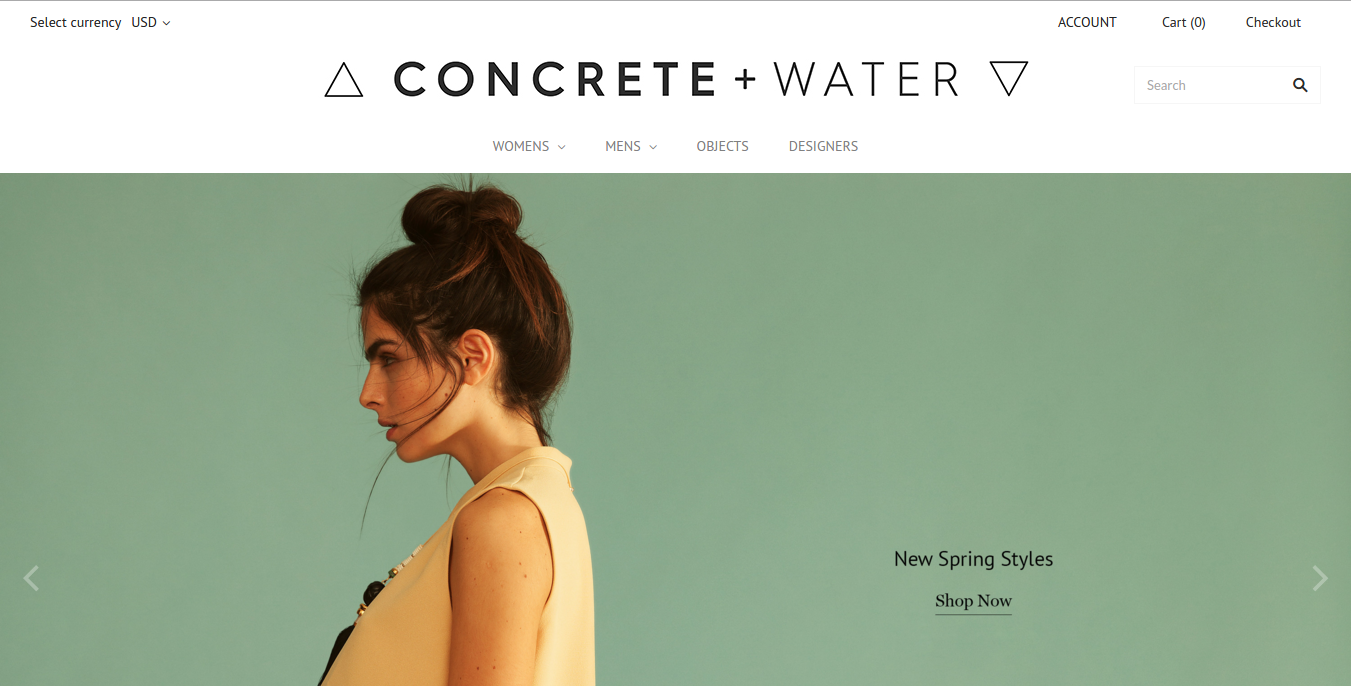 Select currency USD
ACCOUNT Cart (0) Checkout
CONCRETE + WATER
Search
WOMENS MENS OBJECTS DESIGNERS
New Spring Styles
Shop Now